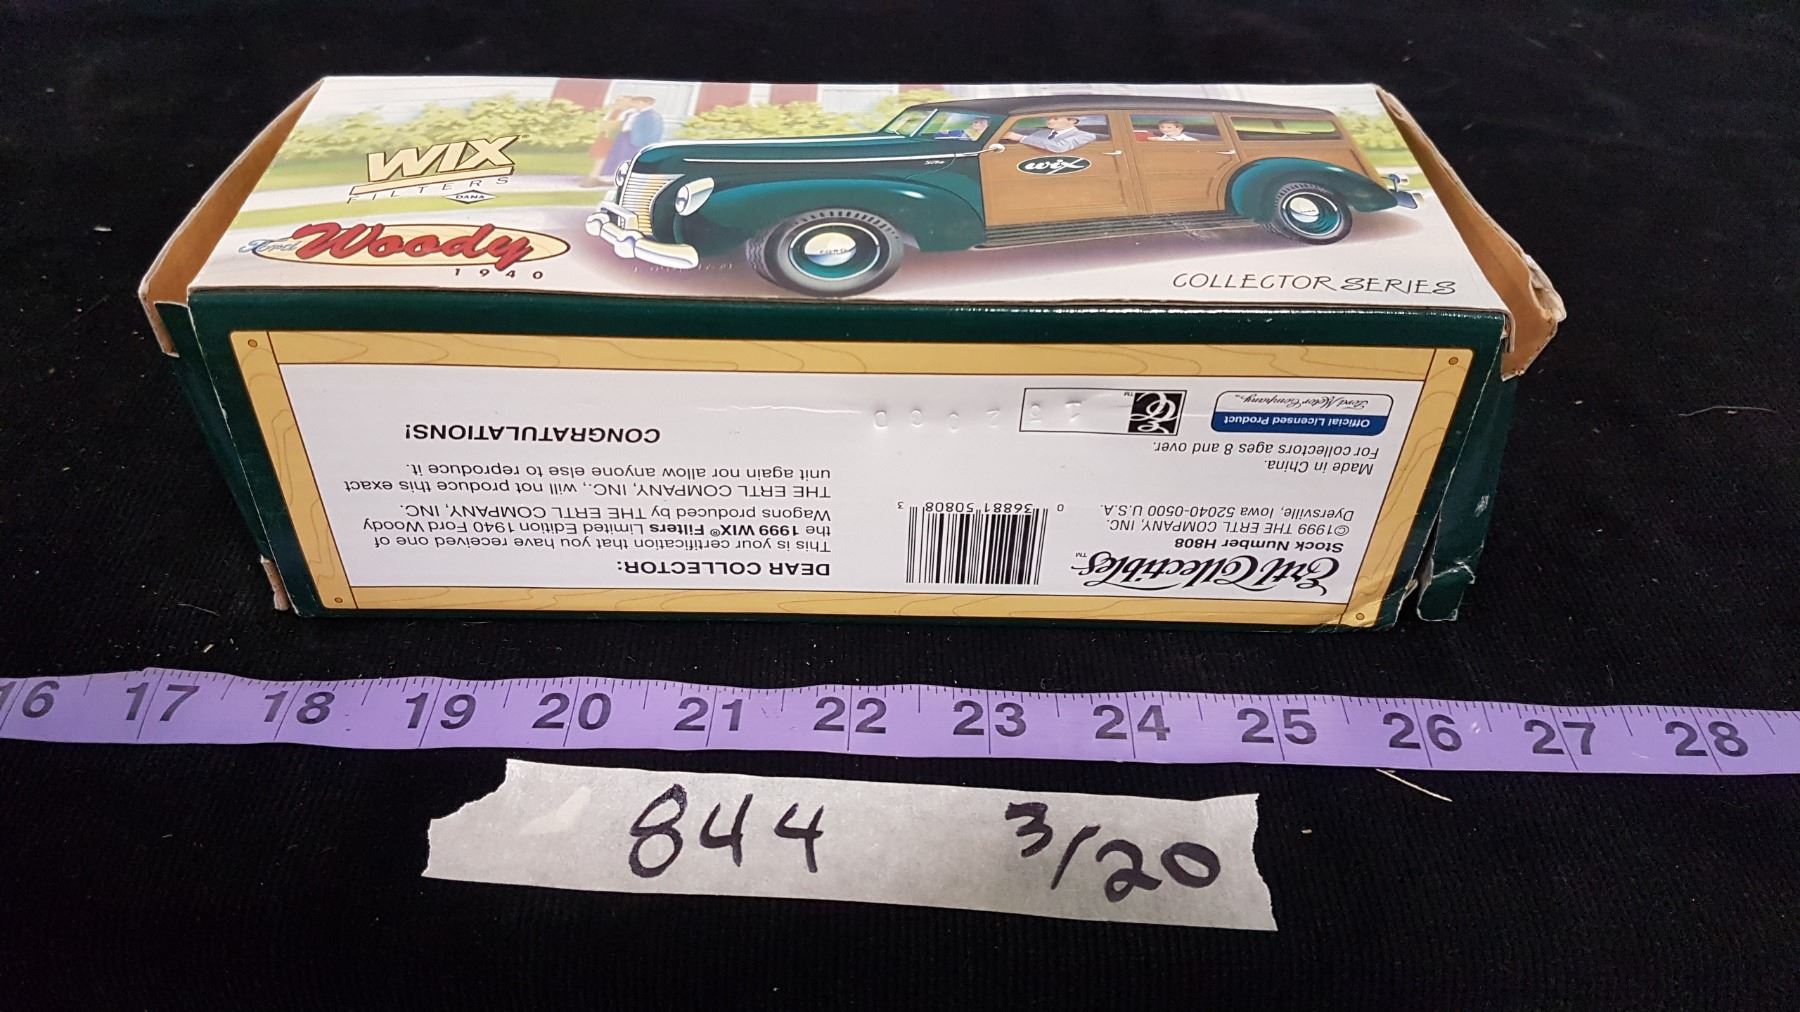 WIX®
FILTERS
DANA
Ford Woody
1940
wix
FORD
COLLECTOR SERIES
Ertl Collectibles™
Stock Number H808
©1999 THE ERTL COMPANY, INC.
Dyersville, Iowa 52040-0500 U.S.A.
Made in China.
For collectors ages 8 and over.
Official Licensed Product
Ford Motor Company™
™
0 36881 50808 3
DEAR COLLECTOR:
This is your certification that you have received one of
the 1999 WIX® Filters Limited Edition 1940 Ford Woody
Wagons produced by THE ERTL COMPANY, INC.
THE ERTL COMPANY, INC., will not produce this exact
unit again nor allow anyone else to reproduce it.
CONGRATULATIONS!
16 17 18 19 20 21 22 23 24 25 26 27 28
844 3/20